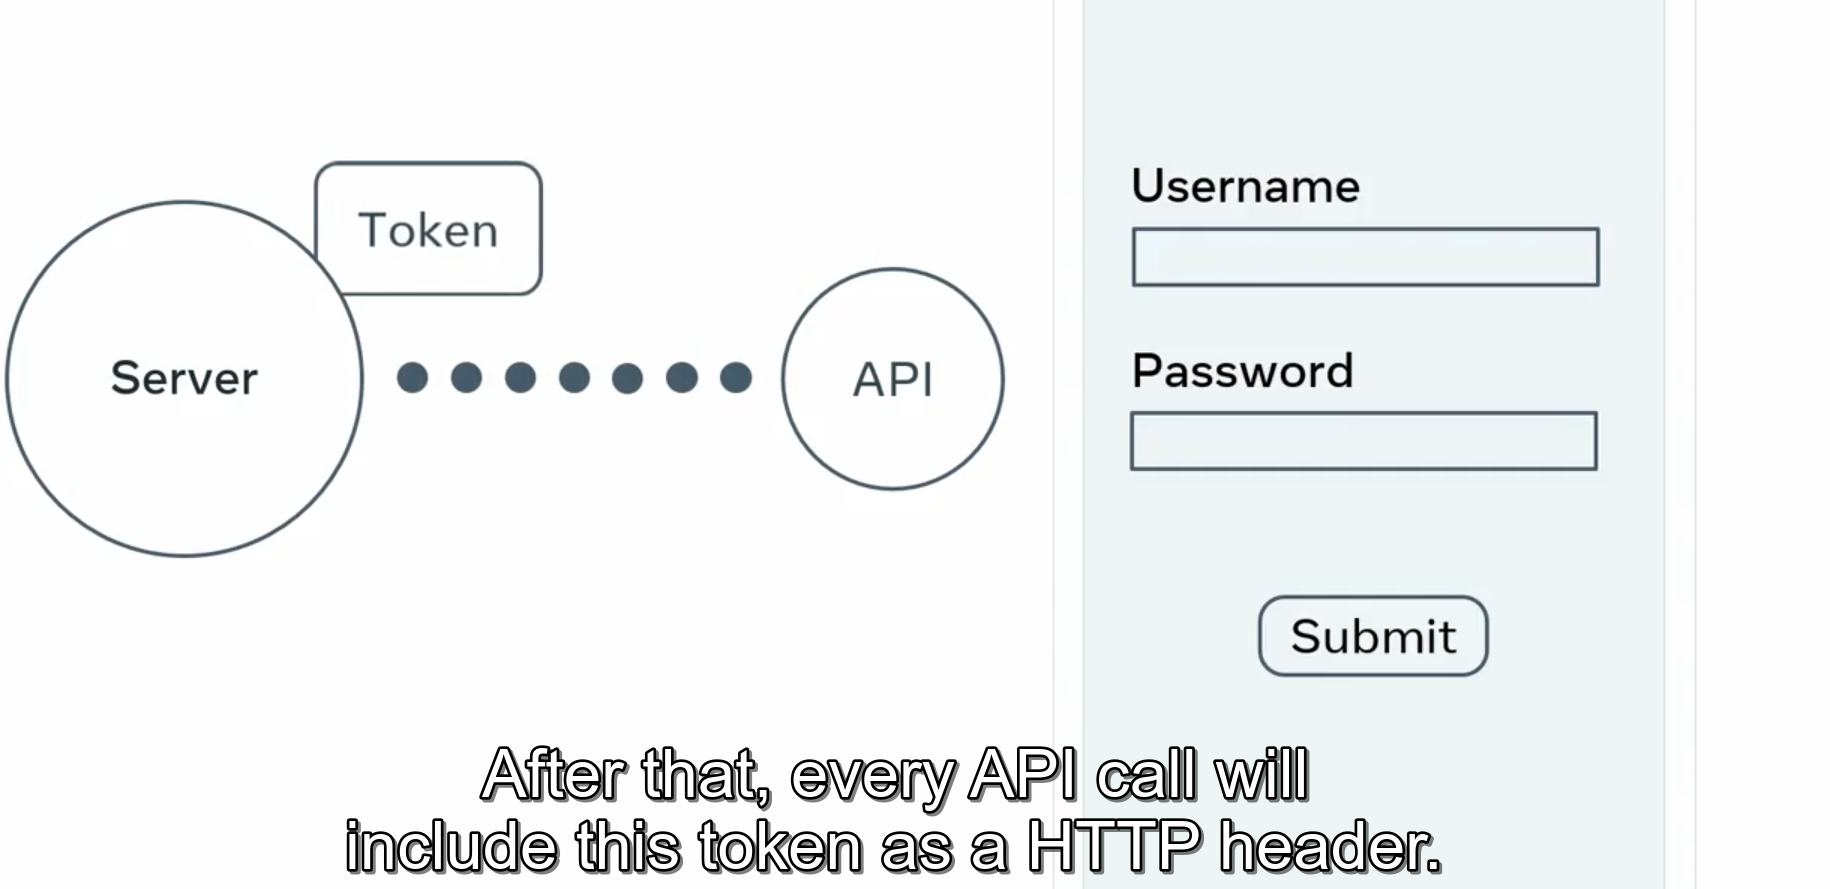 Token
Server
API
Username
Password
Submit
After that, every API call will
include this token as a HTTP header.